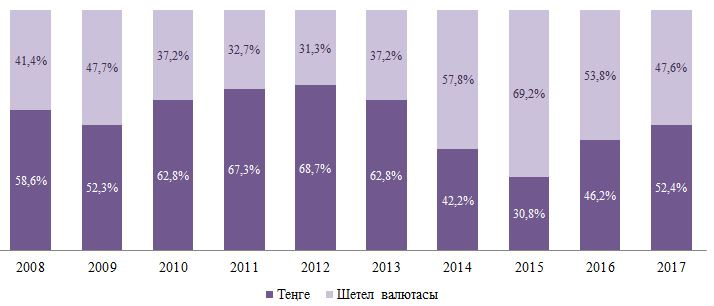 41,4% 47,7% 37,2% 32,7% 31,3% 37,2% 57,8% 69,2% 53,8% 47,6%
58,6% 52,3% 62,8% 67,3% 68,7% 62,8% 42,2% 30,8% 46,2% 52,4%
2008 2009 2010 2011 2012 2013 2014 2015 2016 2017
Теңге Шетел валютасы